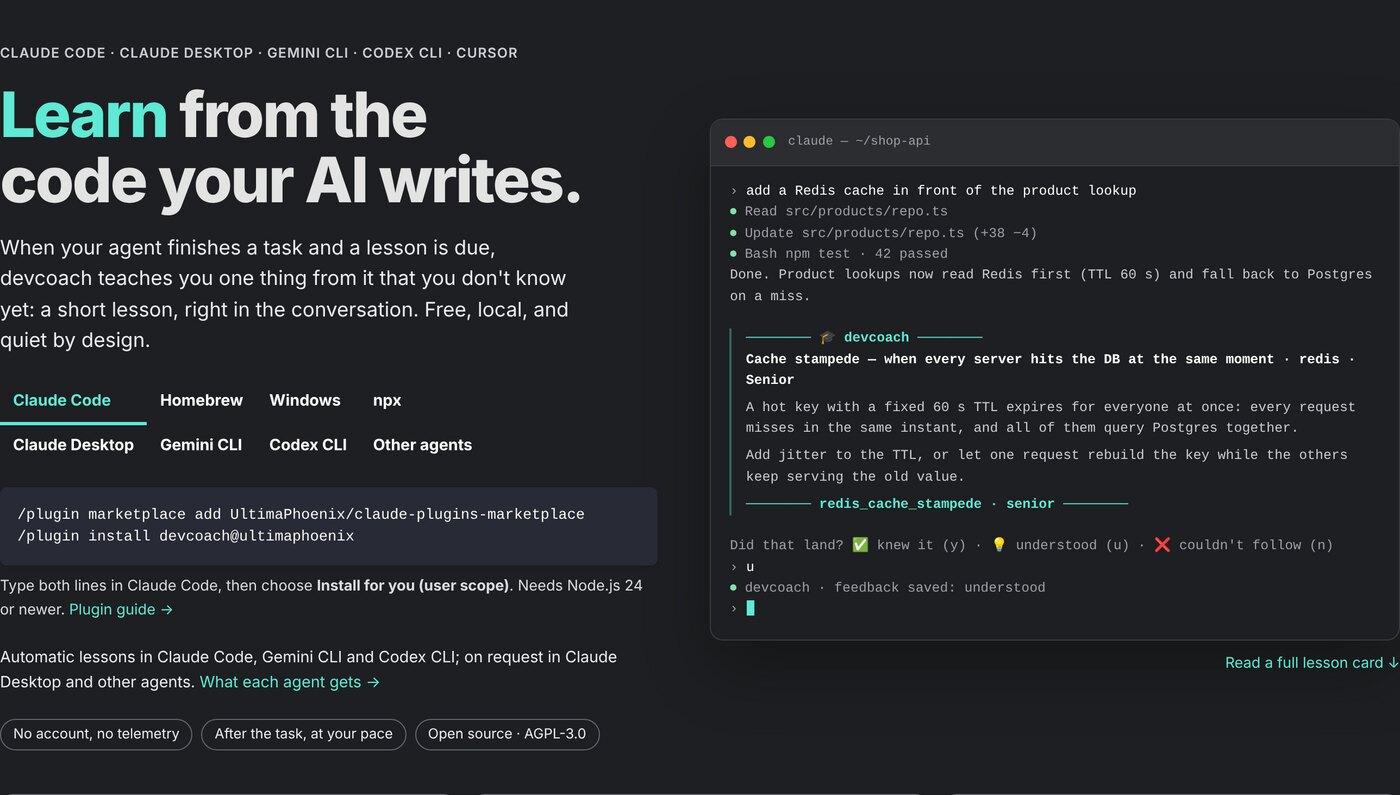 CLAUDE CODE · CLAUDE DESKTOP · GEMINI CLI · CODEX CLI · CURSOR
Learn from the
code your AI writes.
When your agent finishes a task and a lesson is due,
devcoach teaches you one thing from it that you don't know
yet: a short lesson, right in the conversation. Free, local, and
quiet by design.
Claude Code Homebrew Windows npx
Claude Desktop Gemini CLI Codex CLI Other agents
/plugin marketplace add UltimaPhoenix/claude-plugins-marketplace
/plugin install devcoach@ultimaphoenix
Type both lines in Claude Code, then choose Install for you (user scope). Needs Node.js 24
or newer. Plugin guide →
Automatic lessons in Claude Code, Gemini CLI and Codex CLI; on request in Claude
Desktop and other agents. What each agent gets →
No account, no telemetry
After the task, at your pace
Open source · AGPL-3.0
claude — ~/shop-api
› add a Redis cache in front of the product lookup
● Read src/products/repo.ts
● Update src/products/repo.ts (+38 −4)
● Bash npm test · 42 passed
Done. Product lookups now read Redis first (TTL 60 s) and fall back to Postgres
on a miss.
──────── 🎓 devcoach ────────
Cache stampede — when every server hits the DB at the same moment · redis ·
Senior
A hot key with a fixed 60 s TTL expires for everyone at once: every request
misses in the same instant, and all of them query Postgres together.
Add jitter to the TTL, or let one request rebuild the key while the others
keep serving the old value.
──────── redis_cache_stampede · senior ────────
Did that land? ✅ knew it (y) · 💡 understood (u) · ❌ couldn't follow (n)
› u
● devcoach · feedback saved: understood
›
Read a full lesson card ↓